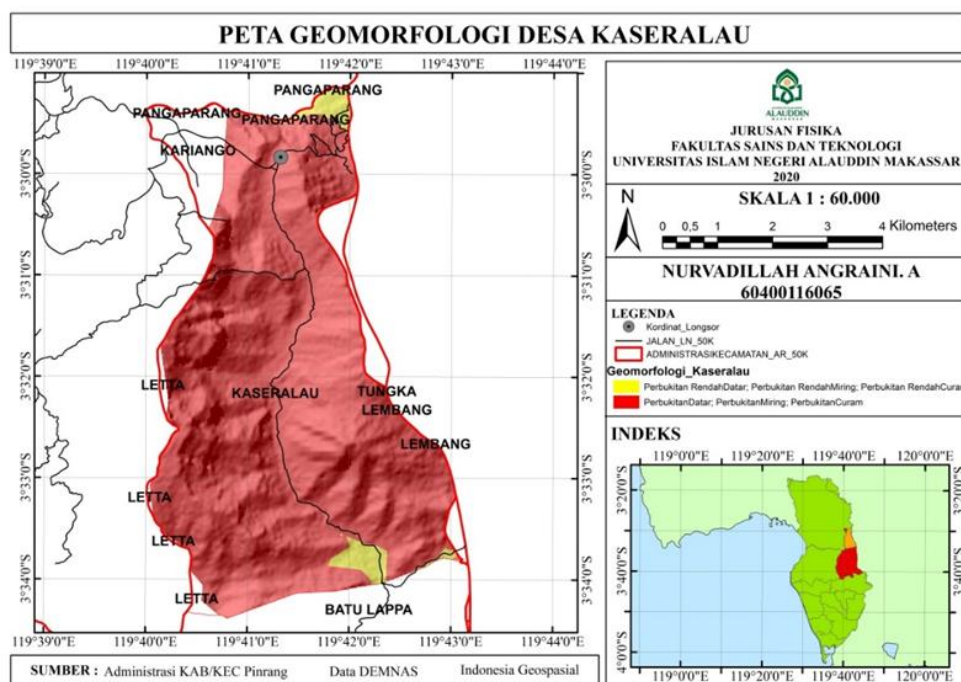 PETA GEOMORFOLOGI DESA KASERALAU
119°39'0"E 119°40'0"E 119°41'0"E 119°42'0"E 119°43'0"E 119°44'0"E
PANGAPARANG
PANGAPARANG PANGAPARANG
KARIANGO
3°30'0"S 3°30'0"S
3°31'0"S 3°31'0"S
3°32'0"S 3°32'0"S
LETTA KASERALAU TUNGKA
LEMBANG
LEMBANG
3°33'0"S 3°33'0"S
LETTA
LETTA
3°34'0"S 3°34'0"S
LETTA
BATU LAPPA
119°39'0"E 119°40'0"E 119°41'0"E 119°42'0"E 119°43'0"E 119°44'0"E
SUMBER : Administrasi KAB/KEC Pinrang Data DEMNAS Indonesia Geospasial
ALAUDDIN
JURUSAN FISIKA
FAKULTAS SAINS DAN TEKNOLOGI
UNIVERSITAS ISLAM NEGERI ALAUDDIN MAKASSAR
2020
N
SKALA 1 : 60.000
0 0,5 1 2 3 4 Kilometers
NURVADILLAH ANGRAINI. A
60400116065
LEGENDA
Kordinat_Longsor
JALAN_LN_50K
ADMINISTRASIKECAMATAN_AR_50K
Geomorfologi_Kaseralau
Perbukitan RendahDatar; Perbukitan RendahMiring; Perbukitan RendahCuram
PerbukitanDatar; PerbukitanMiring; PerbukitanCuram
INDEKS
119°0'0"E 119°20'0"E 119°40'0"E 120°0'0"E
3°20'0"S 3°20'0"S
3°40'0"S 3°40'0"S
4°0'0"S 4°0'0"S
119°0'0"E 119°20'0"E 119°40'0"E 120°0'0"E